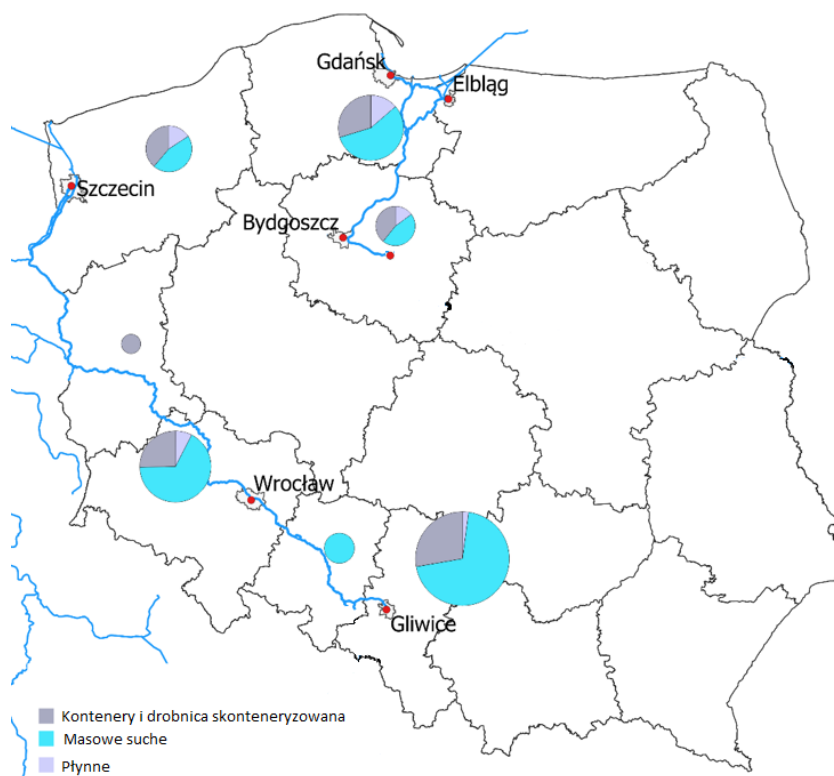 Gdańsk
Elbląg
Szczecin
Bydgoszcz
Wrocław
Gliwice
Kontenery i drobnica skonteneryzowana
Masowe suche
Płynne